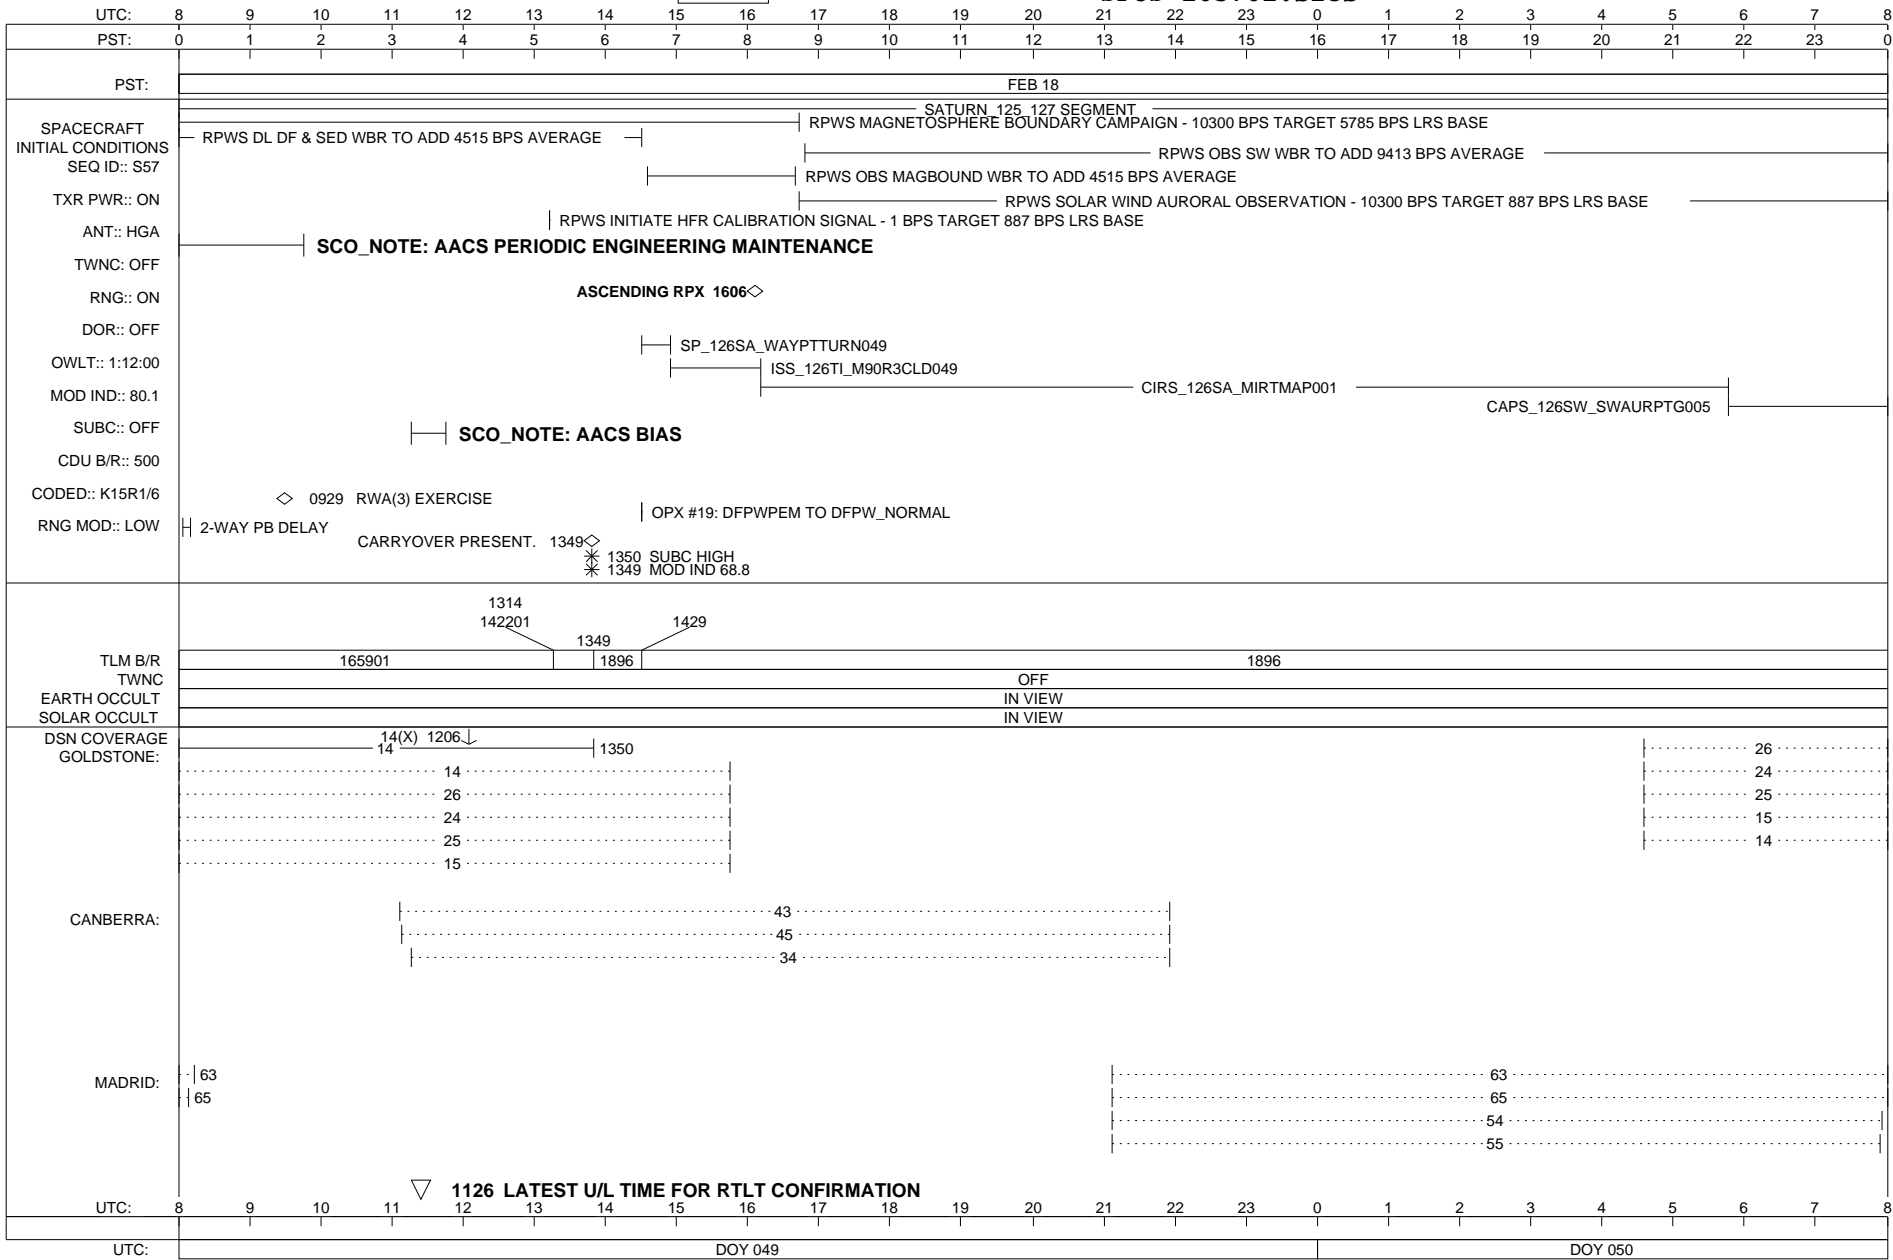 UTC: 8 9 10 11 12 13 14 15 16 17 18 19 20 21 22 23 0 1 2 3 4 5 6 7 8
PST: 0 1 2 3 4 5 6 7 8 9 10 11 12 13 14 15 16 17 18 19 20 21 22 23 0
PST: FEB 18
SATURN_125_127 SEGMENT
RPWS MAGNETOSPHERE BOUNDARY CAMPAIGN - 10300 BPS TARGET 5785 BPS LRS BASE
SPACECRAFT
INITIAL CONDITIONS
RPWS DL DF & SED WBR TO ADD 4515 BPS AVERAGE
RPWS OBS SW WBR TO ADD 9413 BPS AVERAGE
SEQ ID:: S57
RPWS OBS MAGBOUND WBR TO ADD 4515 BPS AVERAGE
TXR PWR:: ON
RPWS SOLAR WIND AURORAL OBSERVATION - 10300 BPS TARGET 887 BPS LRS BASE
RPWS INITIATE HFR CALIBRATION SIGNAL - 1 BPS TARGET 887 BPS LRS BASE
ANT:: HGA
SCO_NOTE: AACS PERIODIC ENGINEERING MAINTENANCE
TWNC: OFF
RNG:: ON
ASCENDING RPX 1606
DOR:: OFF
SP_126SA_WAYPTTURN049
OWLT:: 1:12:00
ISS_126TI_M90R3CLD049
CIRS_126SA_MIRTMAP001
MOD IND:: 80.1
CAPS_126SW_SWAURPTG005
SUBC:: OFF
SCO_NOTE: AACS BIAS
CDU B/R:: 500
CODED:: K15R1/6
0929 RWA(3) EXERCISE
OPX #19: DFPWPEM TO DFPW_NORMAL
RNG MOD:: LOW
2-WAY PB DELAY
CARRYOVER PRESENT. 1349
1350 SUBC HIGH
1349 MOD IND 68.8
1314
142201
1429
1349
TLM B/R 165901 1896 1896
TWNC OFF
EARTH OCCULT IN VIEW
SOLAR OCCULT IN VIEW
DSN COVERAGE
14(X) 1206
GOLDSTONE: 14 1350 26
14 24
26 25
24 15
25 14
15
CANBERRA: 43
45
34
MADRID: 63 63
65 65
54
55
1126 LATEST U/L TIME FOR RTLT CONFIRMATION
UTC: 8 9 10 11 12 13 14 15 16 17 18 19 20 21 22 23 0 1 2 3 4 5 6 7 8
UTC: DOY 049 DOY 050